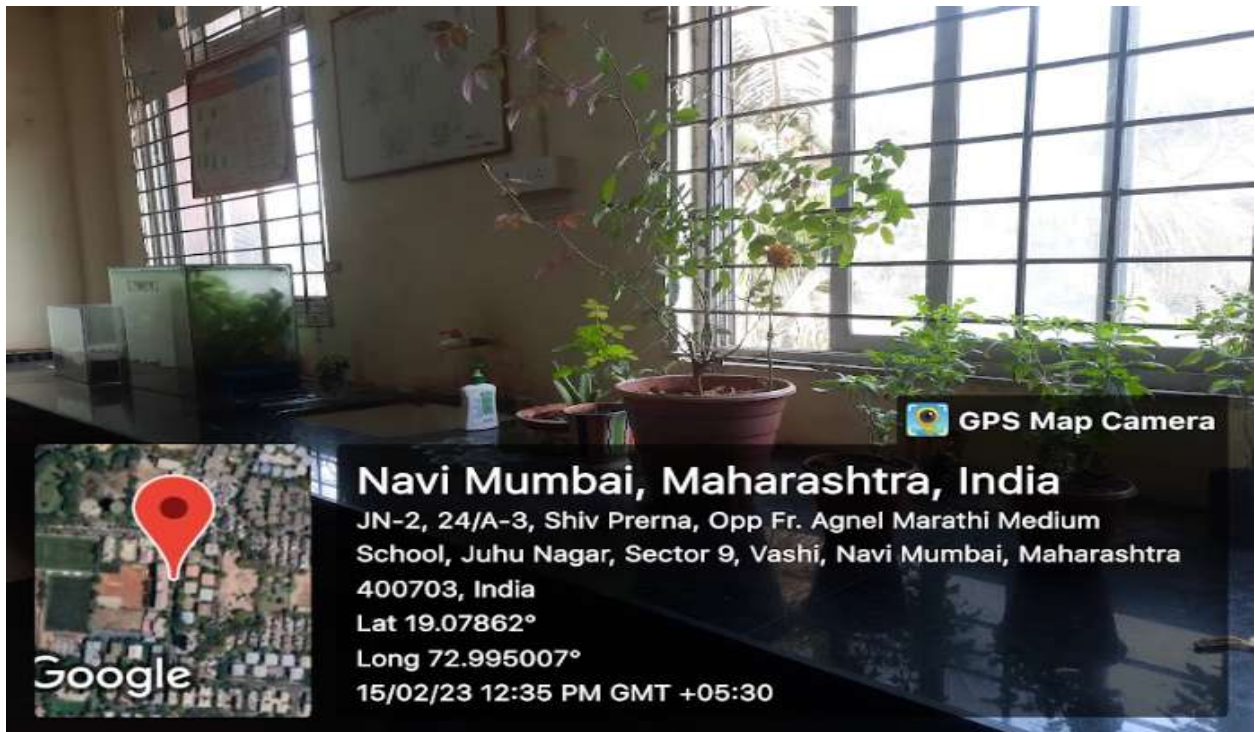 GPS Map Camera
Navi Mumbai, Maharashtra, India
JN-2, 24/A-3, Shiv Prerna, Opp Fr. Agnel Marathi Medium
School, Juhu Nagar, Sector 9, Vashi, Navi Mumbai, Maharashtra
400703, India
Lat 19.07862°
Long 72.995007°
15/02/23 12:35 PM GMT +05:30
Google